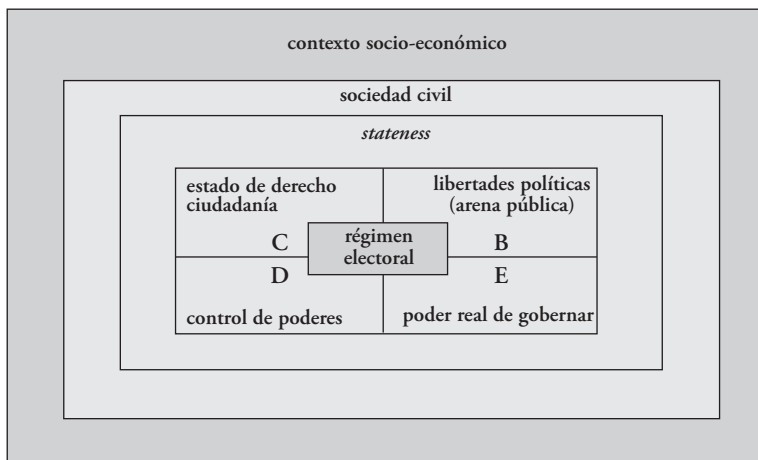 contexto socio-económico
sociedad civil
stateness
estado de derecho
ciudadanía
libertades políticas
(arena pública)
C
régimen
electoral
B
D
E
control de poderes
poder real de gobernar